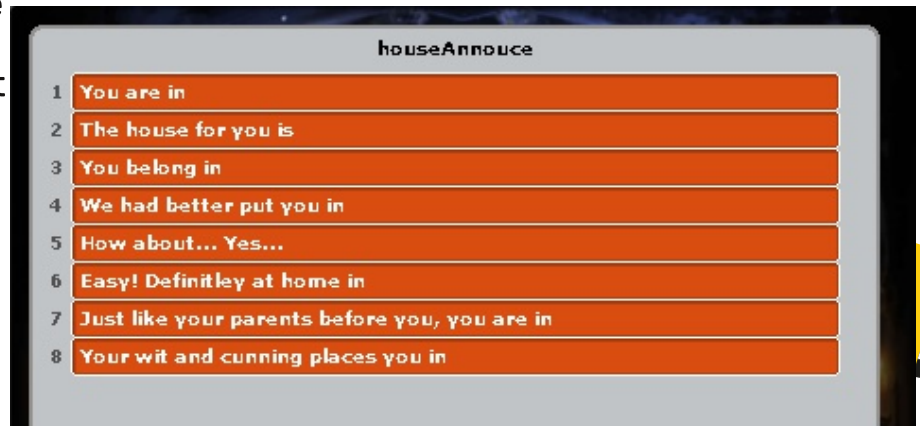 houseAnnouce
1 You are in
2 The house for you is
3 You belong in
4 We had better put you in
5 How about... Yes...
6 Easy! Definitley at home in
7 Just like your parents before you, you are in
8 Your wit and cunning places you in